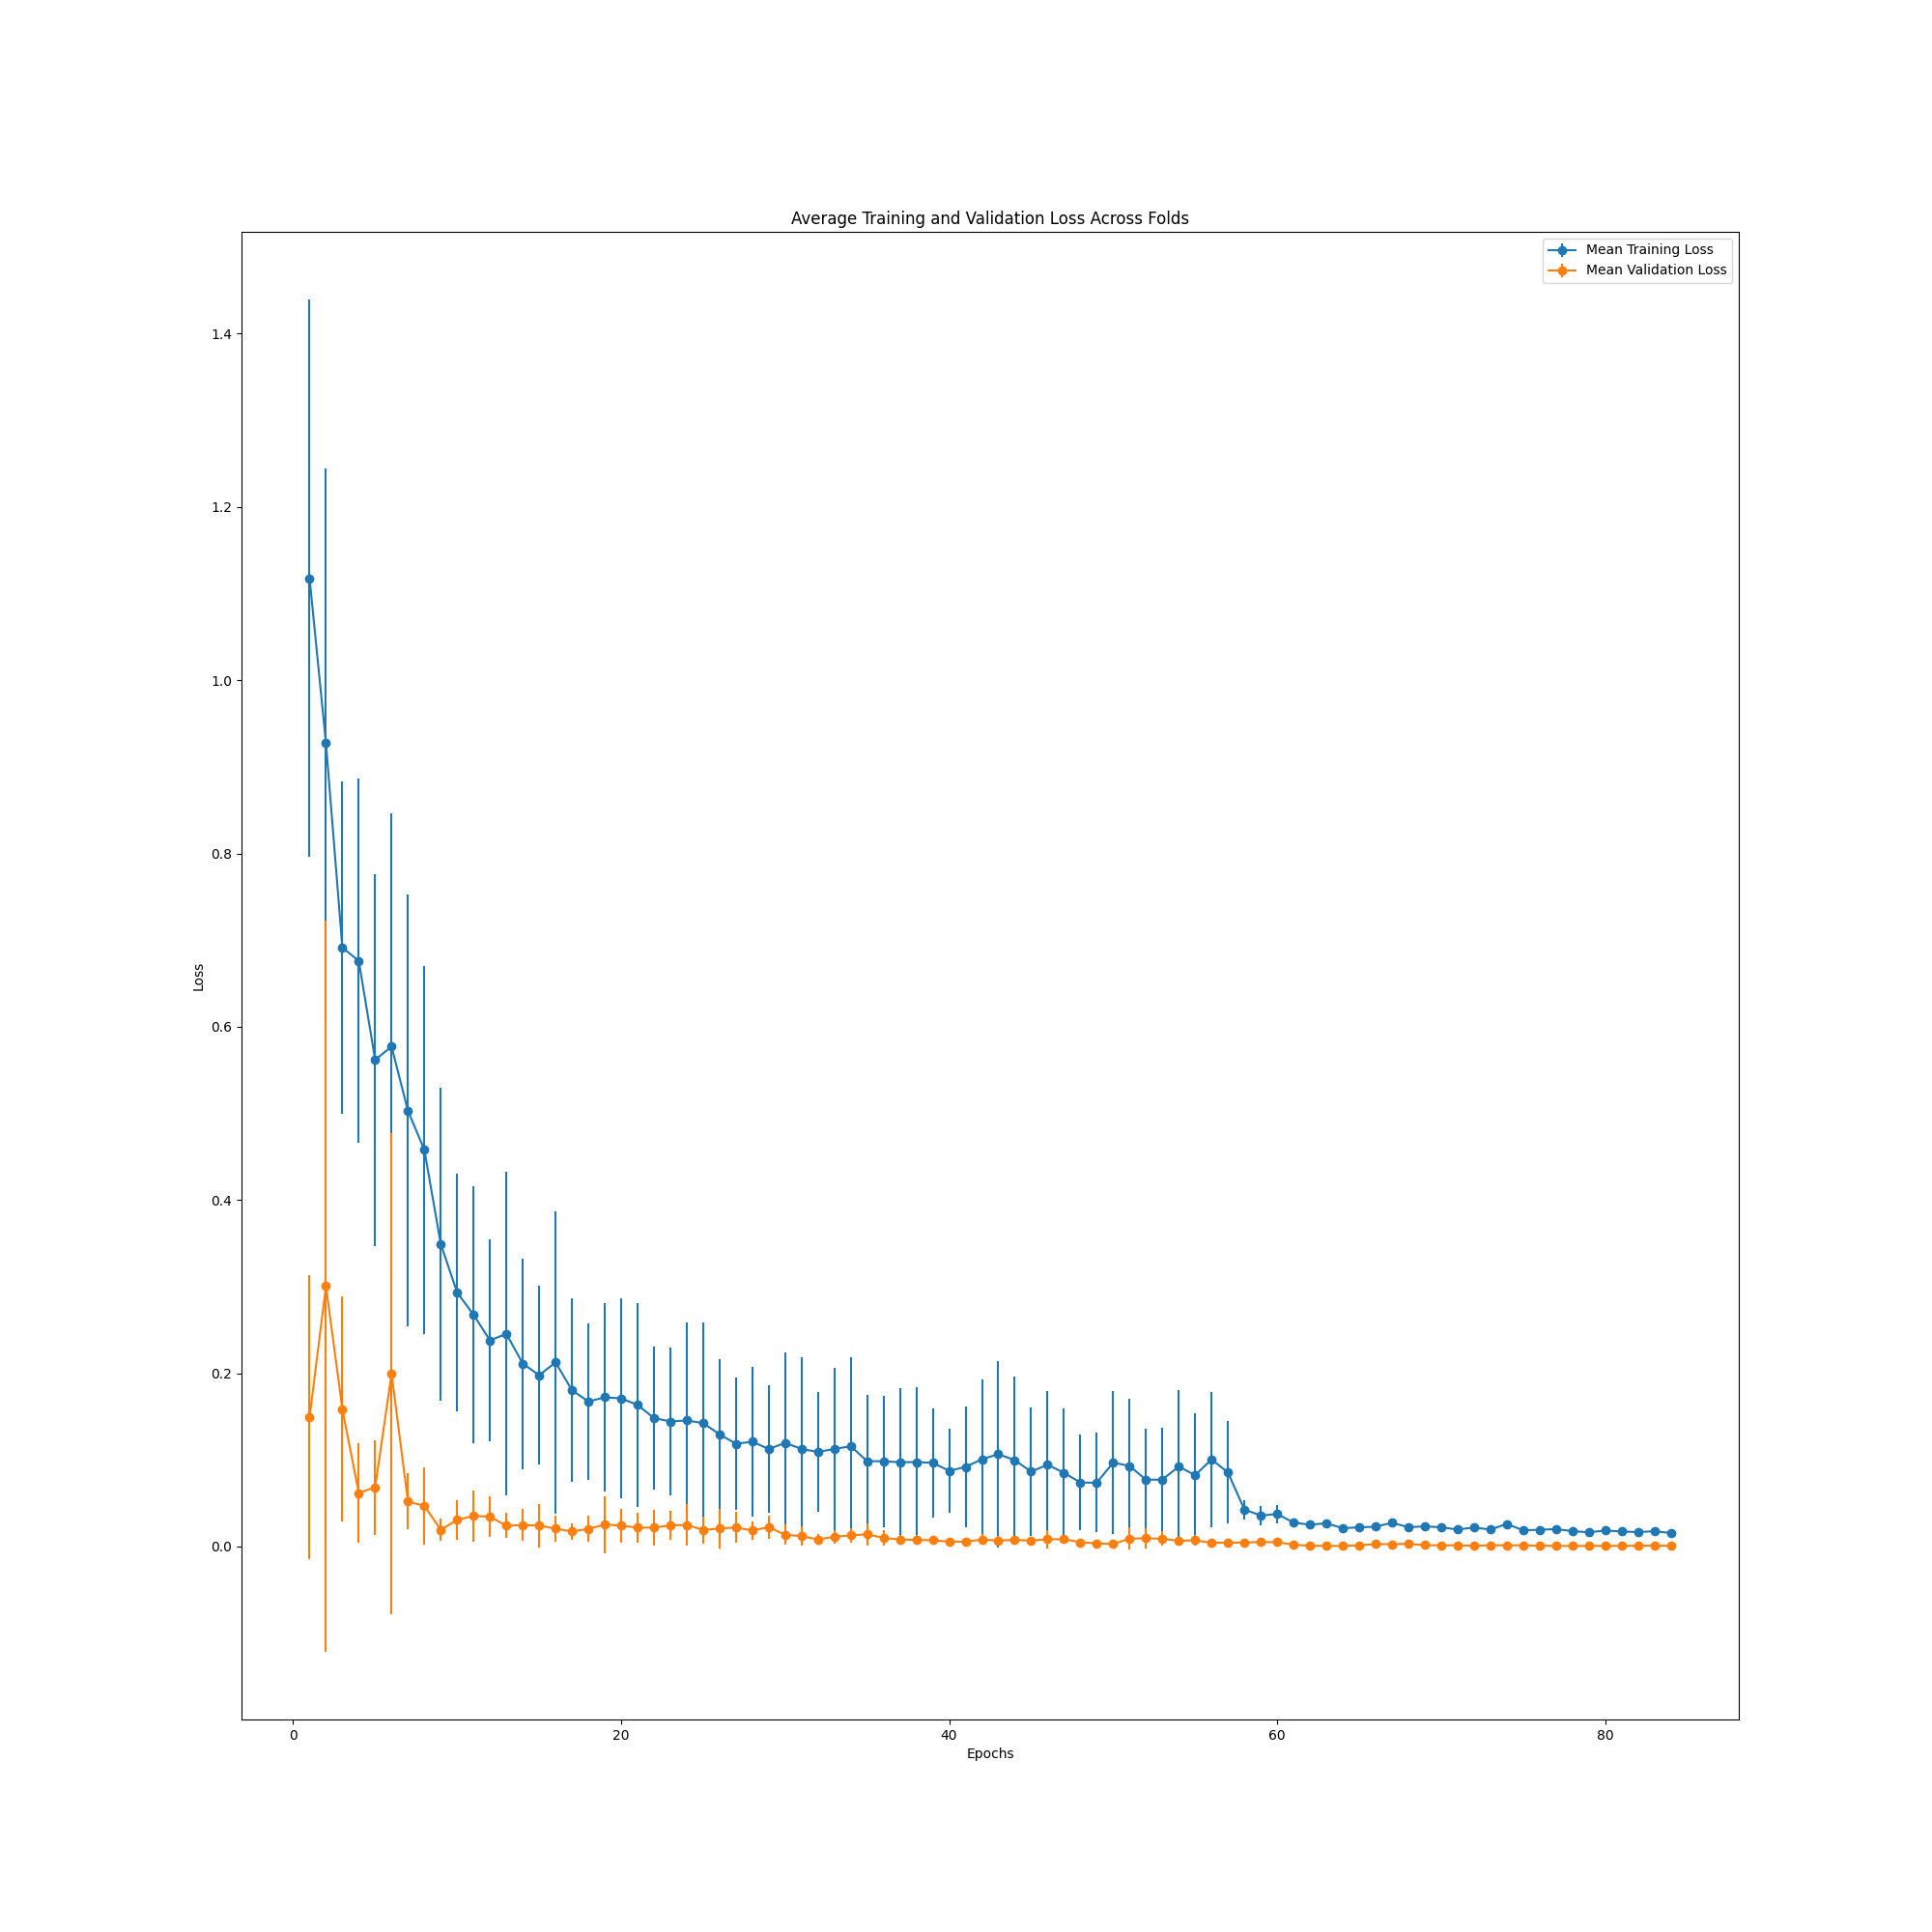 Average Training and Validation Loss Across Folds
Mean Training Loss
Mean Validation Loss
1.4
1.2
1.0
0.8
0.6
0.4
0.2
0.0
Loss
0 20 40 60 80
Epochs